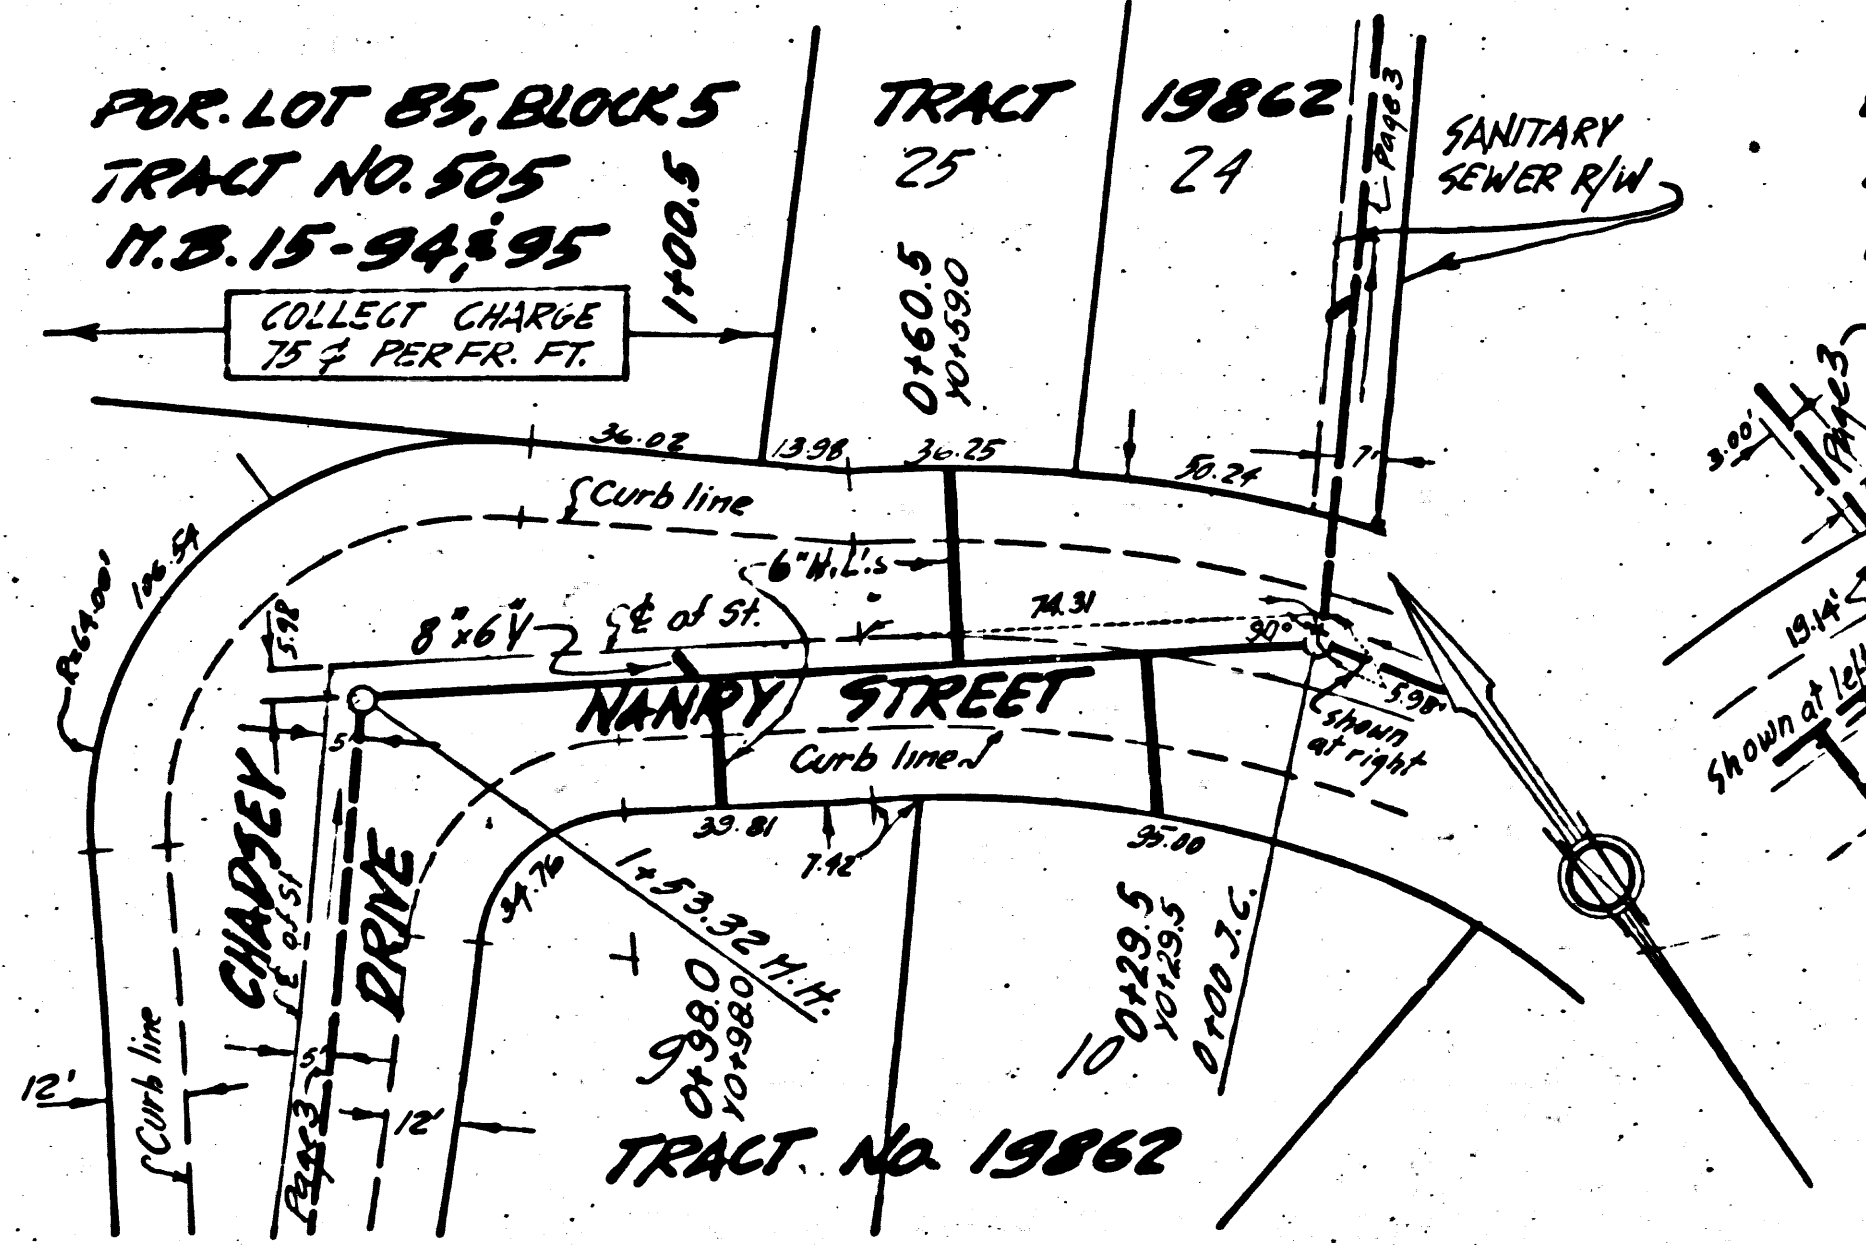 POR. LOT 85, BLOCK 5
TRACT NO. 505
M.B. 15-94, & 95
COLLECT CHARGE
75 ¢ PER FR. FT.
1+00.5
TRACT 19862
25
24
0+60.5
Y0+59.0
Page 3
SANITARY
SEWER R/W
36.02
13.98
36.25
50.24
7'
Curb line
6" H.L.'s
R=64.00'
106.54
5.98
8"x6"Y
₵ of St.
74.31
90°
NANRY STREET
5.98'
shown
at right
Curb line
5'
39.81
7.42
34.76
95.00
CHADSEY
DRIVE
₵ of St
1+53.32 M.H.
9
0+98.0
Y0+98.0
10
0+29.5
Y0+29.5
0+00 J.C.
12'
Curb line
5'
12'
Page 3
TRACT No. 19862
Page 3
3.00'
19.14'
Shown at left